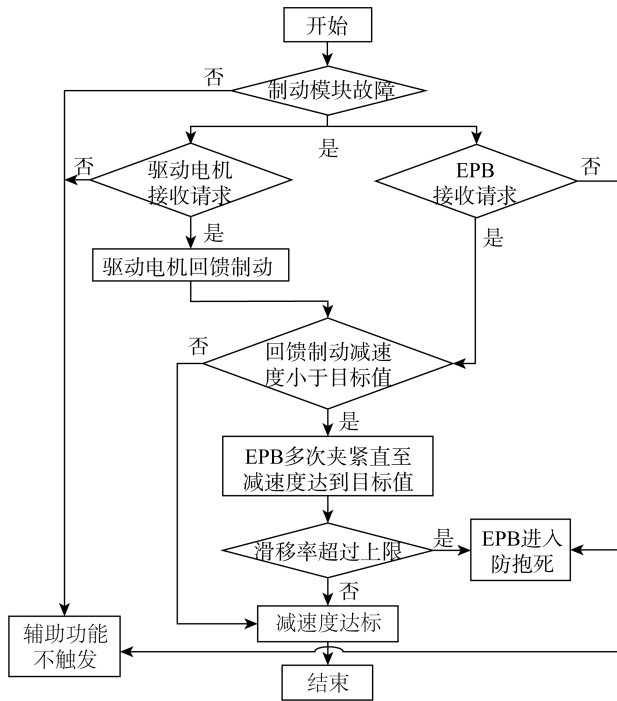 开始
否
制动模块故障
是
否
驱动电机
接收请求
EPB
接收请求
否
是
是
驱动电机回馈制动
否
回馈制动减速
度小于目标值
是
EPB多次夹紧直至
减速度达到目标值
滑移率超过上限
是
EPB进入
防抱死
否
减速度达标
辅助功能
不触发
结束